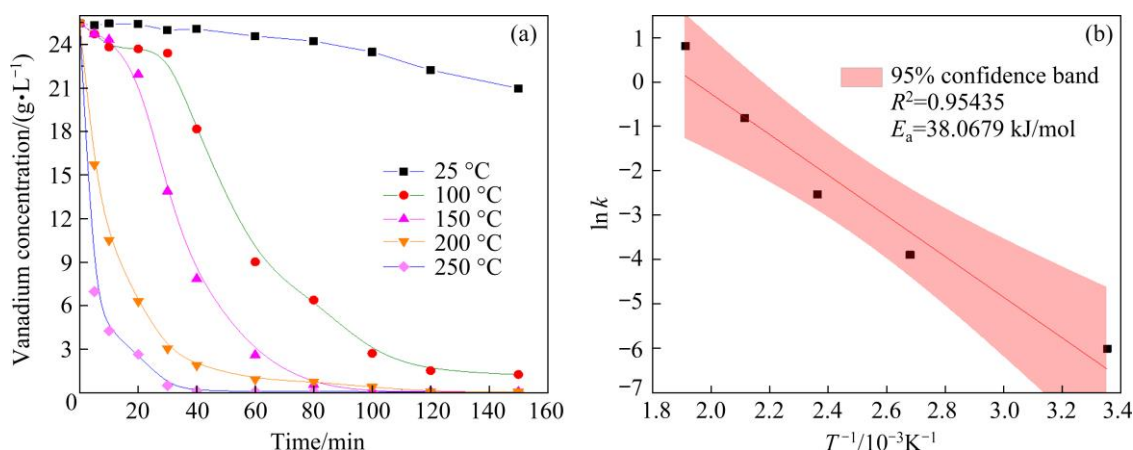 (a)
Vanadium concentration/(g•L⁻¹)
24
21
18
15
12
9
6
3
0
25 °C
100 °C
150 °C
200 °C
250 °C
20 40 60 80 100 120 140 160
Time/min
(b)
ln k
1
0
−1
−2
−3
−4
−5
−6
−7
95% confidence band
R²=0.95435
Eₐ=38.0679 kJ/mol
1.8 2.0 2.2 2.4 2.6 2.8 3.0 3.2 3.4
T⁻¹/10⁻³K⁻¹